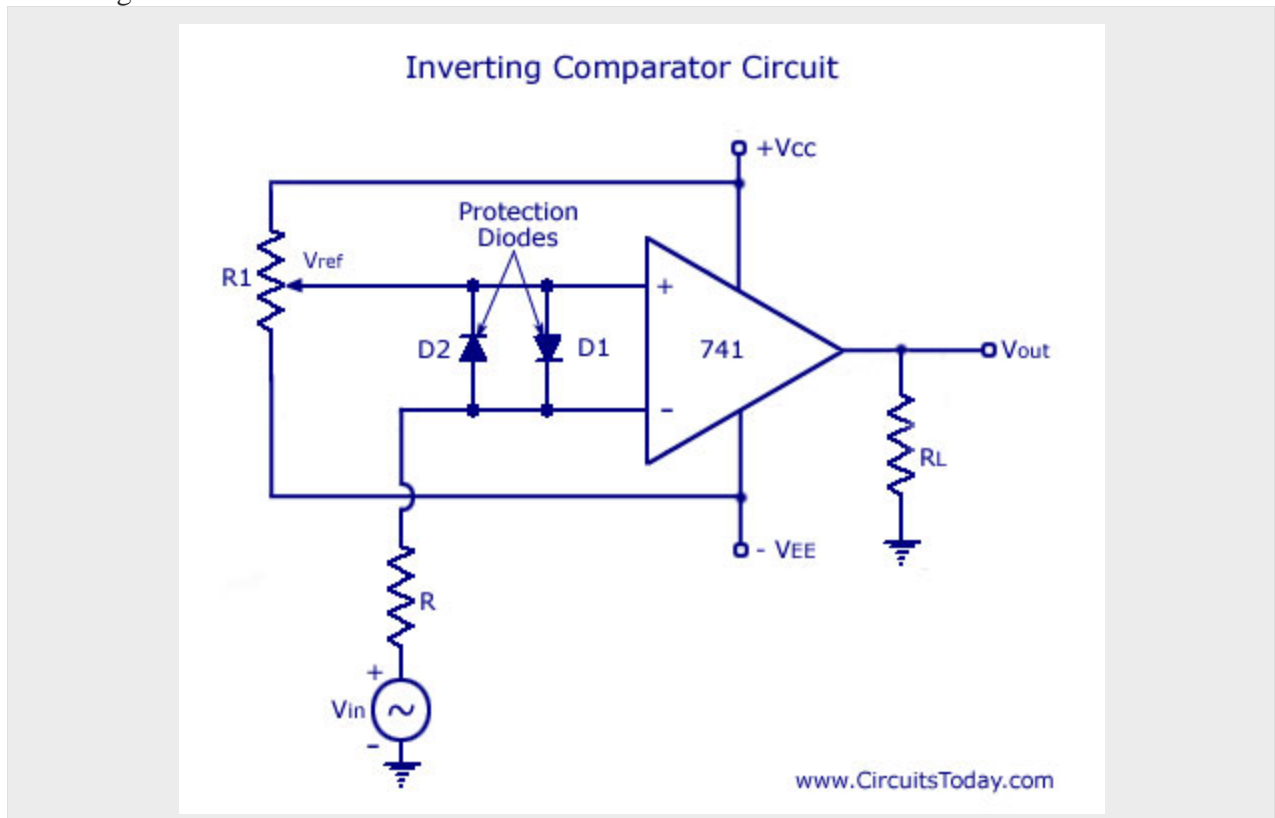 Inverting Comparator Circuit
+Vcc
Protection
Diodes
Vref
R1
+
D2
D1
741
Vout
-
RL
- VEE
R
+
Vin
-
www.CircuitsToday.com